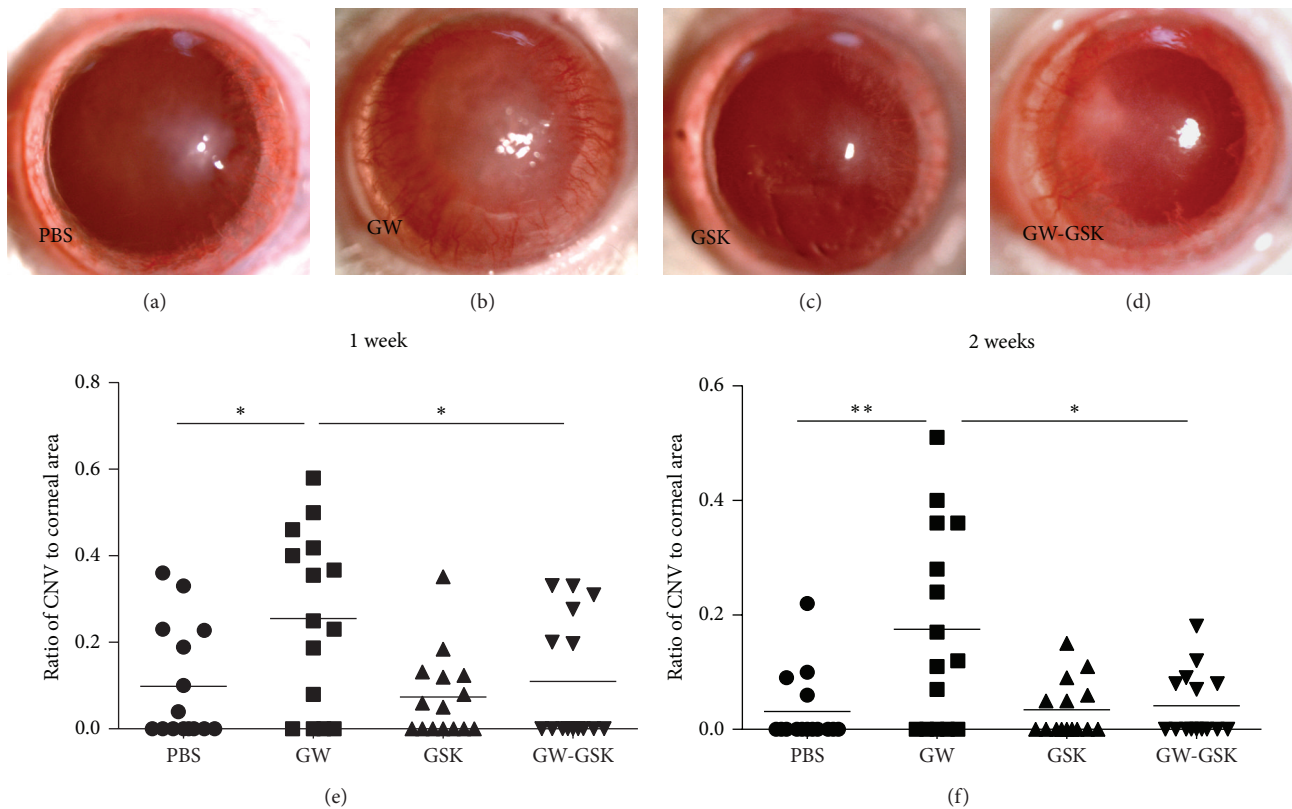 PBS
GW
GSK
GW-GSK
(a)
(b)
(c)
(d)
1 week
2 weeks
Ratio of CNV to corneal area
0.8
0.6
0.4
0.2
0.0
*
*
PBS
GW
GSK
GW-GSK
(e)
Ratio of CNV to corneal area
0.6
0.4
0.2
0.0
**
*
PBS
GW
GSK
GW-GSK
(f)